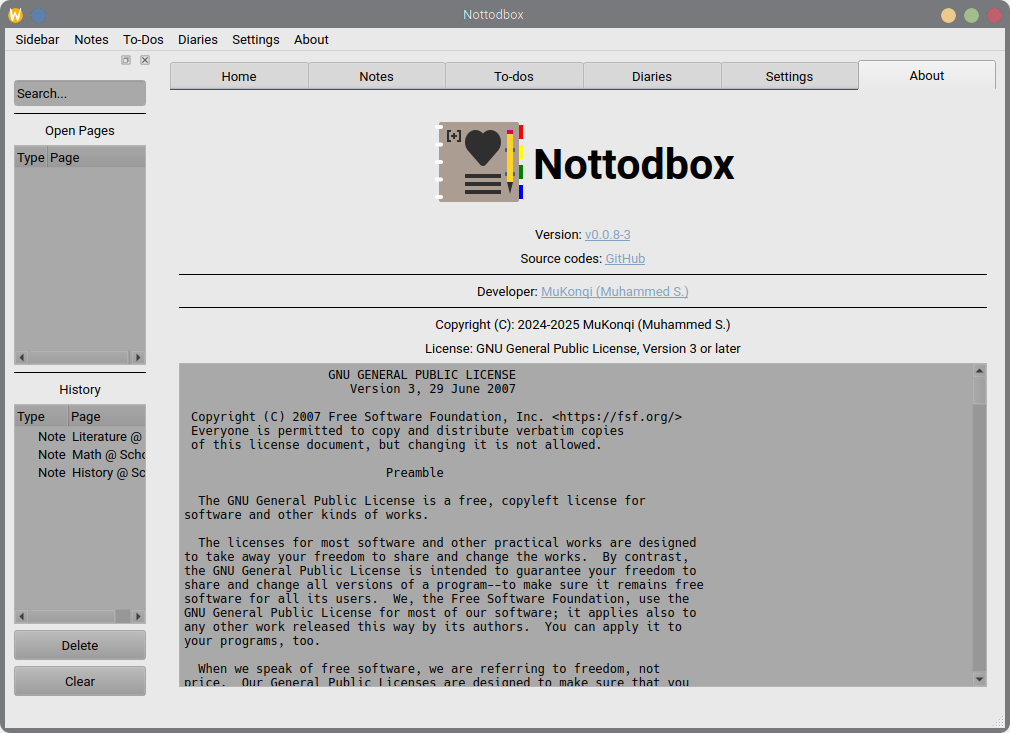 Nottodbox
Sidebar Notes To-Dos Diaries Settings About
Home Notes To-dos Diaries Settings About
Search...
Open Pages
Type Page
History
Type Page
Note Literature @
Note Math @ Scho
Note History @ Sc
Delete
Clear
[+]
Nottodbox
Version: v0.0.8-3
Source codes: GitHub
Developer: MuKonqi (Muhammed S.)
Copyright (C): 2024-2025 MuKonqi (Muhammed S.)
License: GNU General Public License, Version 3 or later
GNU GENERAL PUBLIC LICENSE
Version 3, 29 June 2007
Copyright (C) 2007 Free Software Foundation, Inc. <https://fsf.org/>
Everyone is permitted to copy and distribute verbatim copies
of this license document, but changing it is not allowed.
Preamble
The GNU General Public License is a free, copyleft license for
software and other kinds of works.
The licenses for most software and other practical works are designed
to take away your freedom to share and change the works.  By contrast,
the GNU General Public License is intended to guarantee your freedom to
share and change all versions of a program--to make sure it remains free
software for all its users.  We, the Free Software Foundation, use the
GNU General Public License for most of our software; it applies also to
any other work released this way by its authors.  You can apply it to
your programs, too.
When we speak of free software, we are referring to freedom, not
price.  Our General Public Licenses are designed to make sure that you